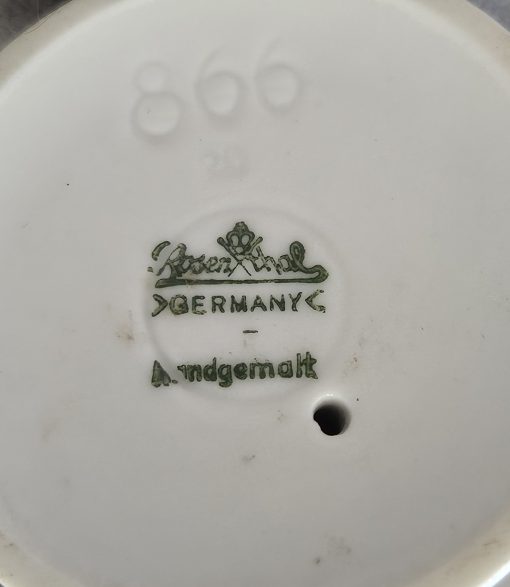 866
Rosenthal
>GERMANY<
Handgemalt